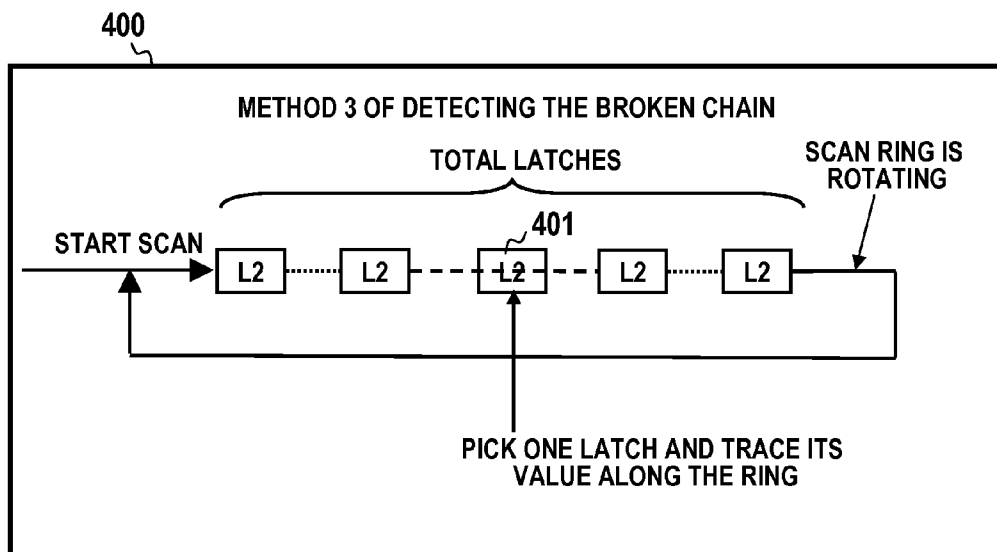 400
METHOD 3 OF DETECTING THE BROKEN CHAIN
TOTAL LATCHES
SCAN RING IS
ROTATING
401
START SCAN
L2 L2 L2 L2 L2
PICK ONE LATCH AND TRACE ITS
VALUE ALONG THE RING